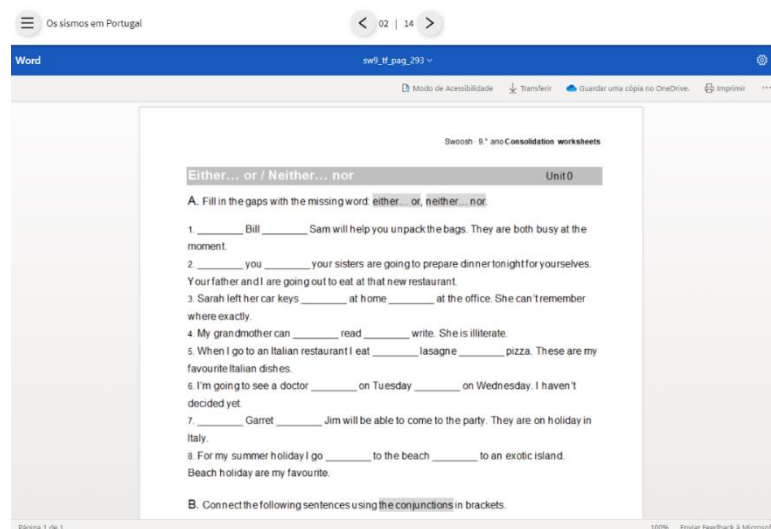 Os sismos em Portugal
02 | 14
Word
sw9_tf_pag_293
Modo de Acessibilidade Transferir Guardar uma cópia no OneDrive. Imprimir ...
Swoosh · 9.° ano Consolidation worksheets
Either... or / Neither... nor Unit 0
A. Fill in the gaps with the missing word: either... or, neither... nor.
1. ________ Bill ________ Sam will help you unpack the bags. They are both busy at the
moment.
2. ________ you ________ your sisters are going to prepare dinner tonight for yourselves.
Your father and I are going out to eat at that new restaurant.
3. Sarah left her car keys ________ at home ________ at the office. She can't remember
where exactly.
4. My grandmother can ________ read ________ write. She is illiterate.
5. When I go to an Italian restaurant I eat ________ lasagne ________ pizza. These are my
favourite Italian dishes.
6. I'm going to see a doctor ________ on Tuesday ________ on Wednesday. I haven't
decided yet.
7. ________ Garret ________ Jim will be able to come to the party. They are on holiday in
Italy.
8. For my summer holiday I go ________ to the beach ________ to an exotic island.
Beach holiday are my favourite.
B. Connect the following sentences using the conjunctions in brackets.
Página 1 de 1 100% Enviar Feedback à Microsoft